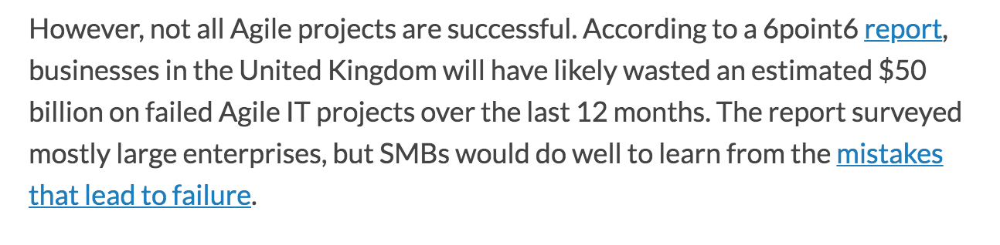 However, not all Agile projects are successful. According to a 6point6 report,
businesses in the United Kingdom will have likely wasted an estimated $50
billion on failed Agile IT projects over the last 12 months. The report surveyed
mostly large enterprises, but SMBs would do well to learn from the mistakes
that lead to failure.